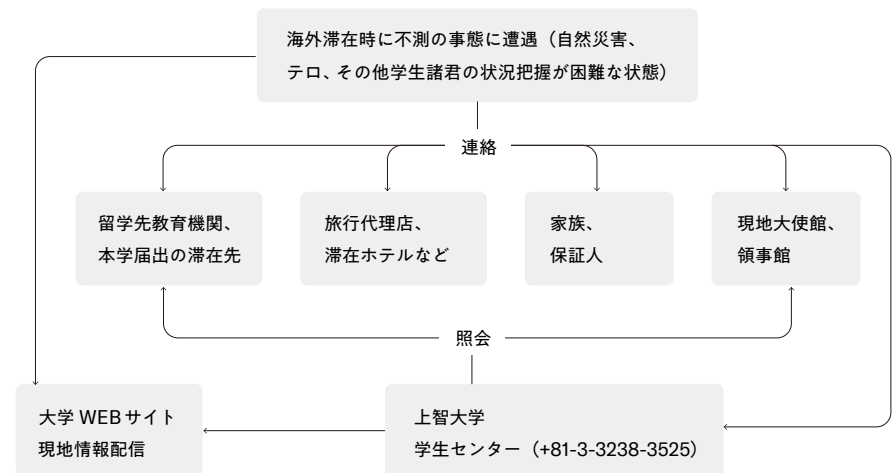 海外滞在時に不測の事態に遭遇（自然災害、
テロ、その他学生諸君の状況把握が困難な状態）
連絡
留学先教育機関、
本学届出の滞在先
旅行代理店、
滞在ホテルなど
家族、
保証人
現地大使館、
領事館
照会
大学 WEB サイト
現地情報配信
上智大学
学生センター（+81-3-3238-3525）